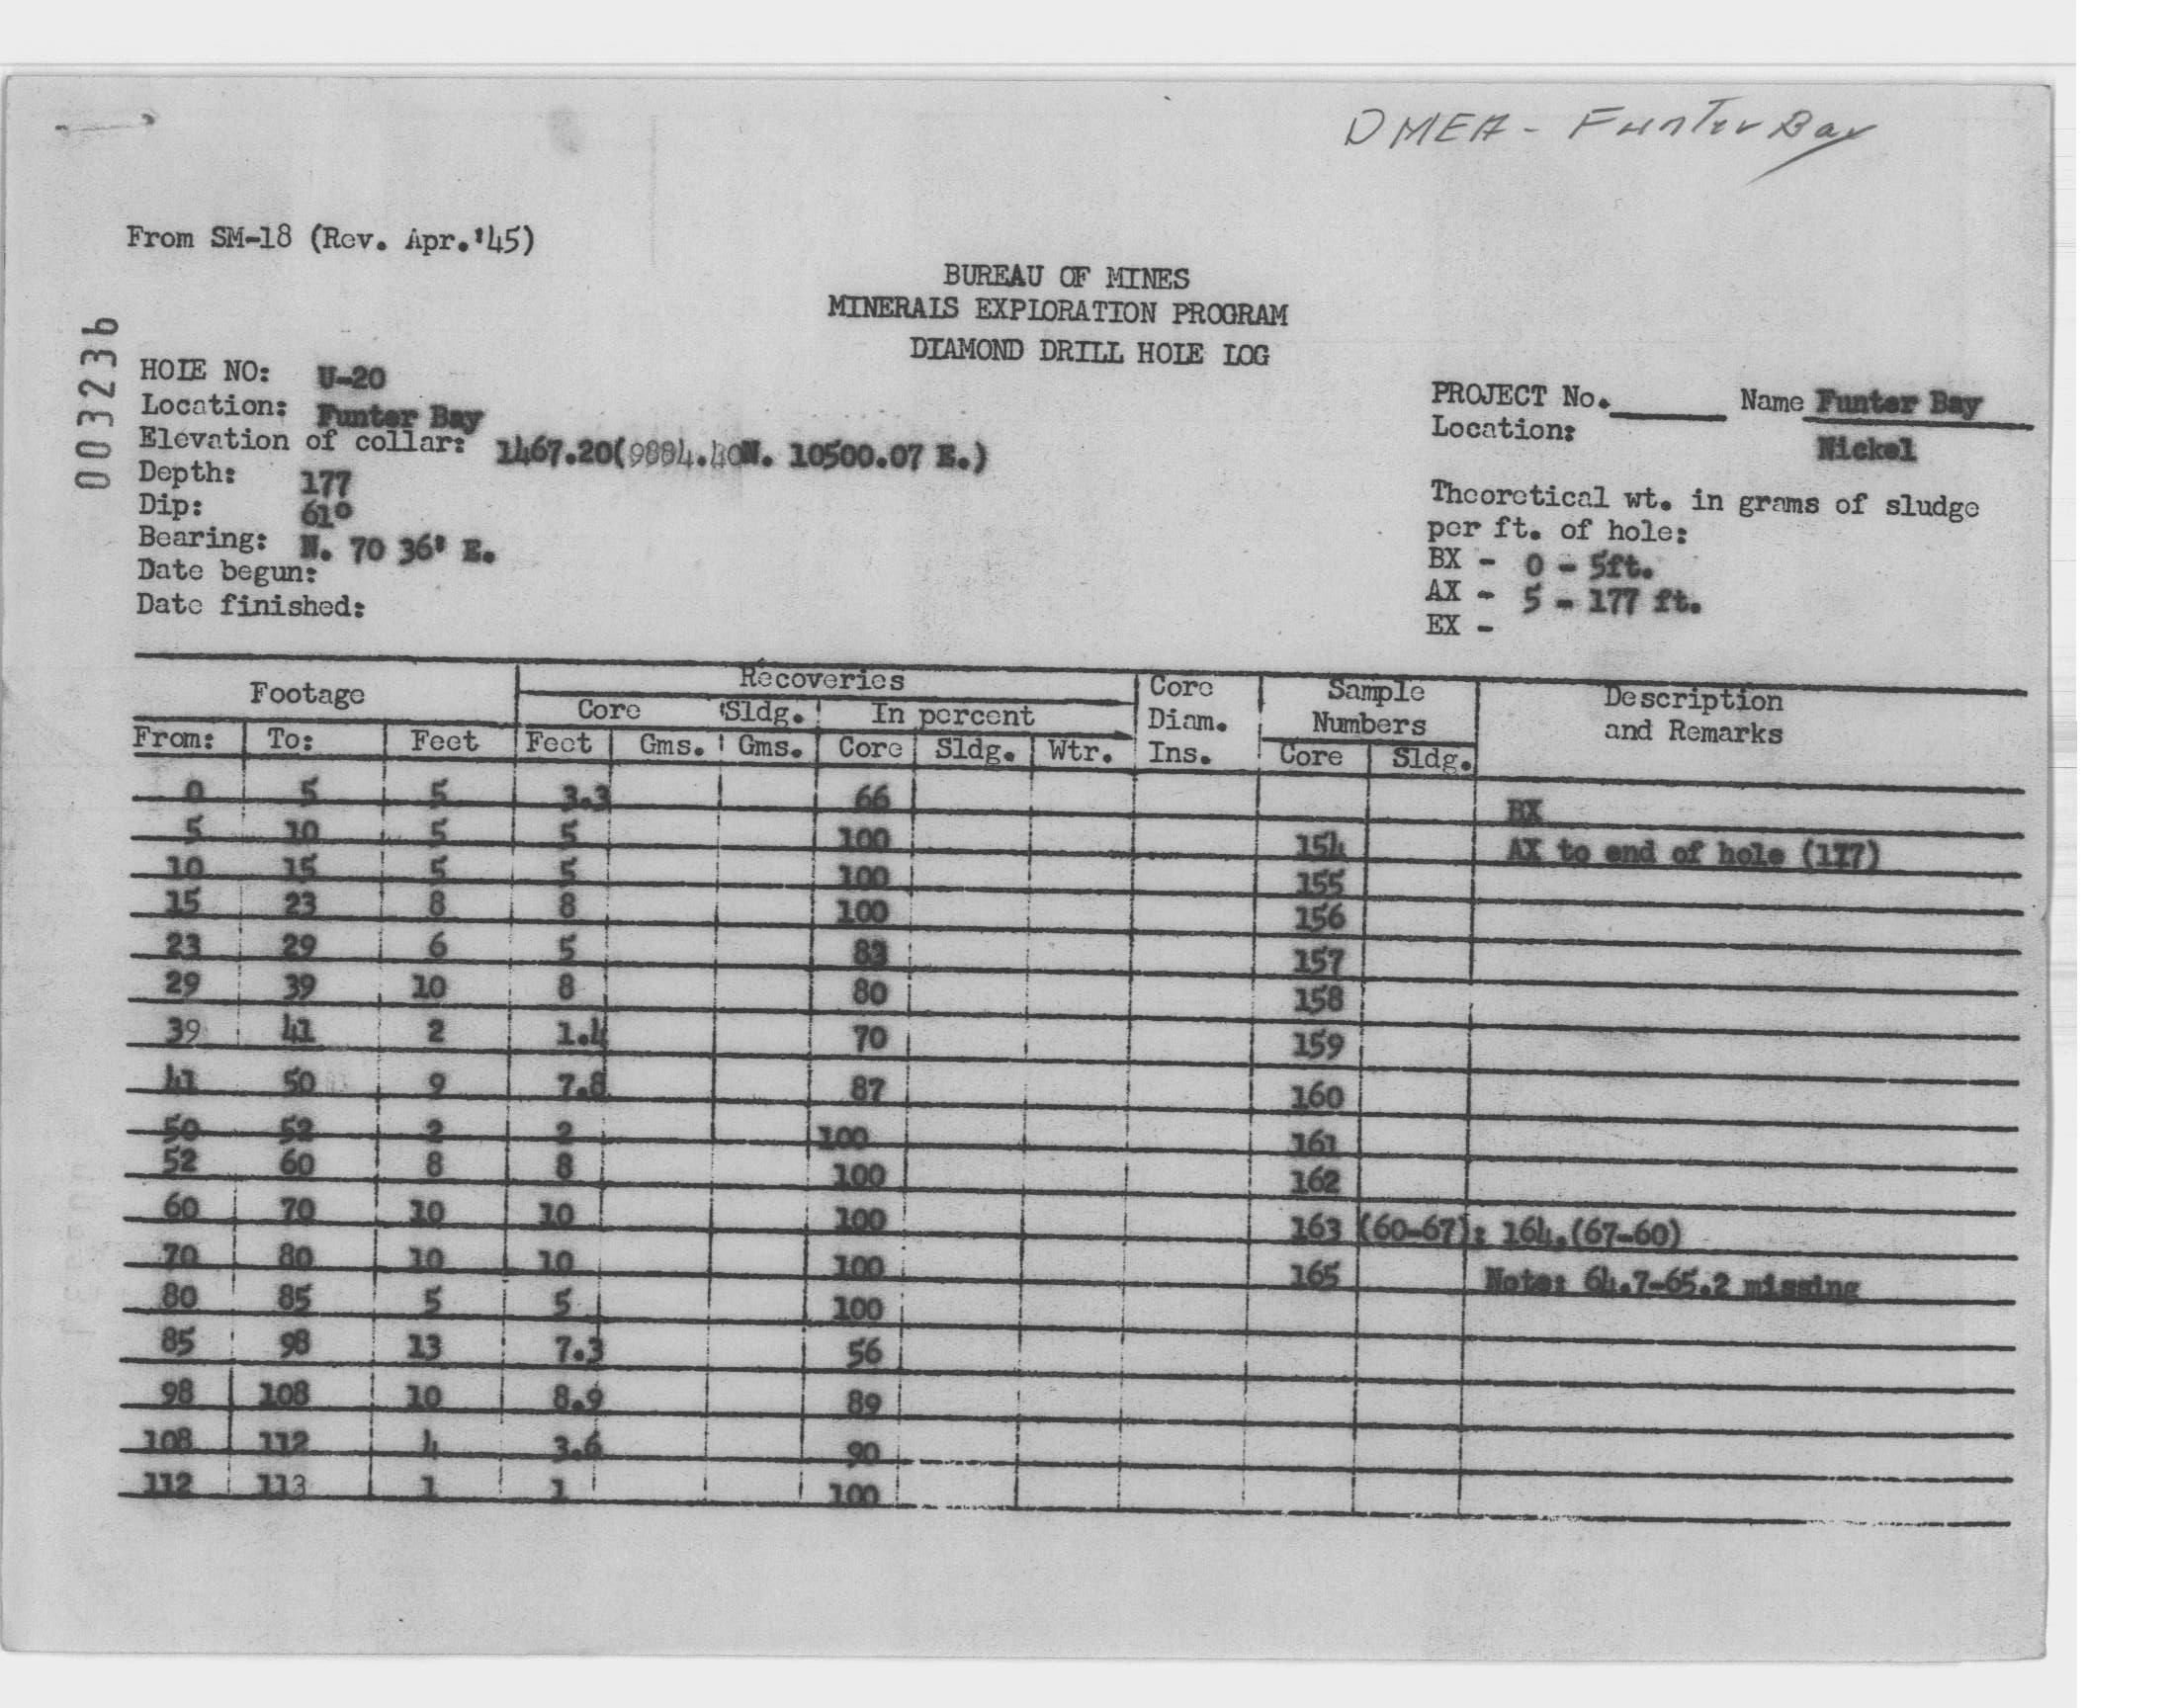 DMEA - Funter Bay
From SM-18 (Rev. Apr.'45)
BUREAU OF MINES
MINERALS EXPLORATION PROGRAM
DIAMOND DRILL HOLE LOG
003236
HOLE NO: U-20
Location: Funter Bay
Elevation of collar: 1467.20(9884.40N. 10500.07 E.)
Depth: 177
Dip: 61°
Bearing: N. 70 36' E.
Date begun:
Date finished:
PROJECT No. Name Funter Bay
Location: Nickel
Theoretical wt. in grams of sludge
per ft. of hole:
BX - 0 - 5ft.
AX - 5 - 177 ft.
EX -
Footage Recoveries Core Diam. Ins. Sample Numbers Description and Remarks
Core Sldg. In percent
From: To: Feet Feet Gms. Gms. Core Sldg. Wtr. Core Sldg.
0 5 5 3.3 66 BX
5 10 5 5 100 154 AX to end of hole (177)
10 15 5 5 100 155
15 23 8 8 100 156
23 29 6 5 83 157
29 39 10 8 80 158
39 41 2 1.4 70 159
41 50 9 7.8 87 160
50 52 2 2 100 161
52 60 8 8 100 162
60 70 10 10 100 163 (60-67): 164.(67-60)
70 80 10 10 100 165 Note: 64.7-65.2 missing
80 85 5 5 100
85 98 13 7.3 56
98 108 10 8.9 89
108 112 4 3.6 90
112 113 1 1 100